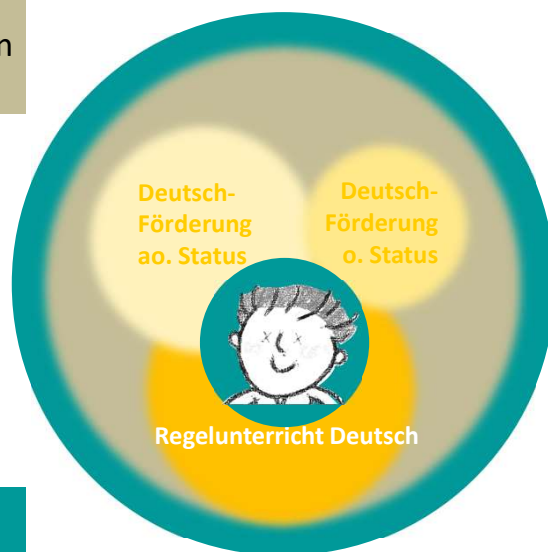 Deutsch-
Förderung
ao. Status
Deutsch-
Förderung
o. Status
Regelunterricht Deutsch